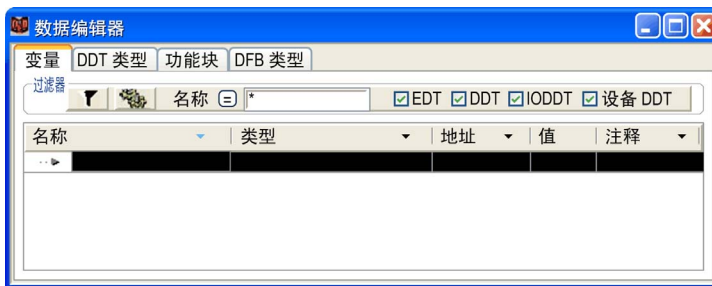 数据编辑器
变量 DDT 类型 功能块 DFB 类型
过滤器
名称 = * EDT DDT IODDT 设备 DDT
名称 类型 地址 值 注释